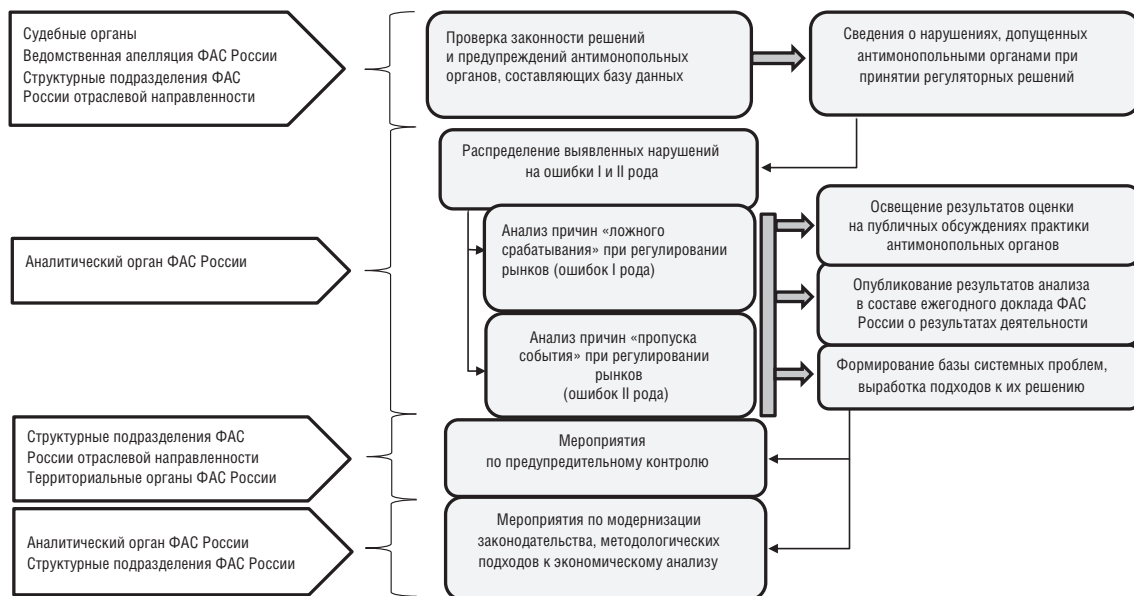 Судебные органы
Ведомственная апелляция ФАС России
Структурные подразделения ФАС
России отраслевой направленности
Проверка законности решений
и предупреждений антимонопольных
органов, составляющих базу данных
Сведения о нарушениях, допущенных
антимонопольными органами при
принятии регуляторных решений
Аналитический орган ФАС России
Распределение выявленных нарушений
на ошибки I и II рода
Анализ причин «ложного
срабатывания» при регулировании
рынков (ошибок I рода)
Анализ причин «пропуска
события» при регулировании
рынков
(ошибок II рода)
Освещение результатов оценки
на публичных обсуждениях практики
антимонопольных органов
Опубликование результатов анализа
в составе ежегодного доклада ФАС
России о результатах деятельности
Формирование базы системных проблем,
выработка подходов к их решению
Структурные подразделения ФАС
России отраслевой направленности
Территориальные органы ФАС России
Мероприятия
по предупредительному контролю
Аналитический орган ФАС России
Структурные подразделения ФАС России
Мероприятия по модернизации
законодательства, методологических
подходов к экономическому анализу